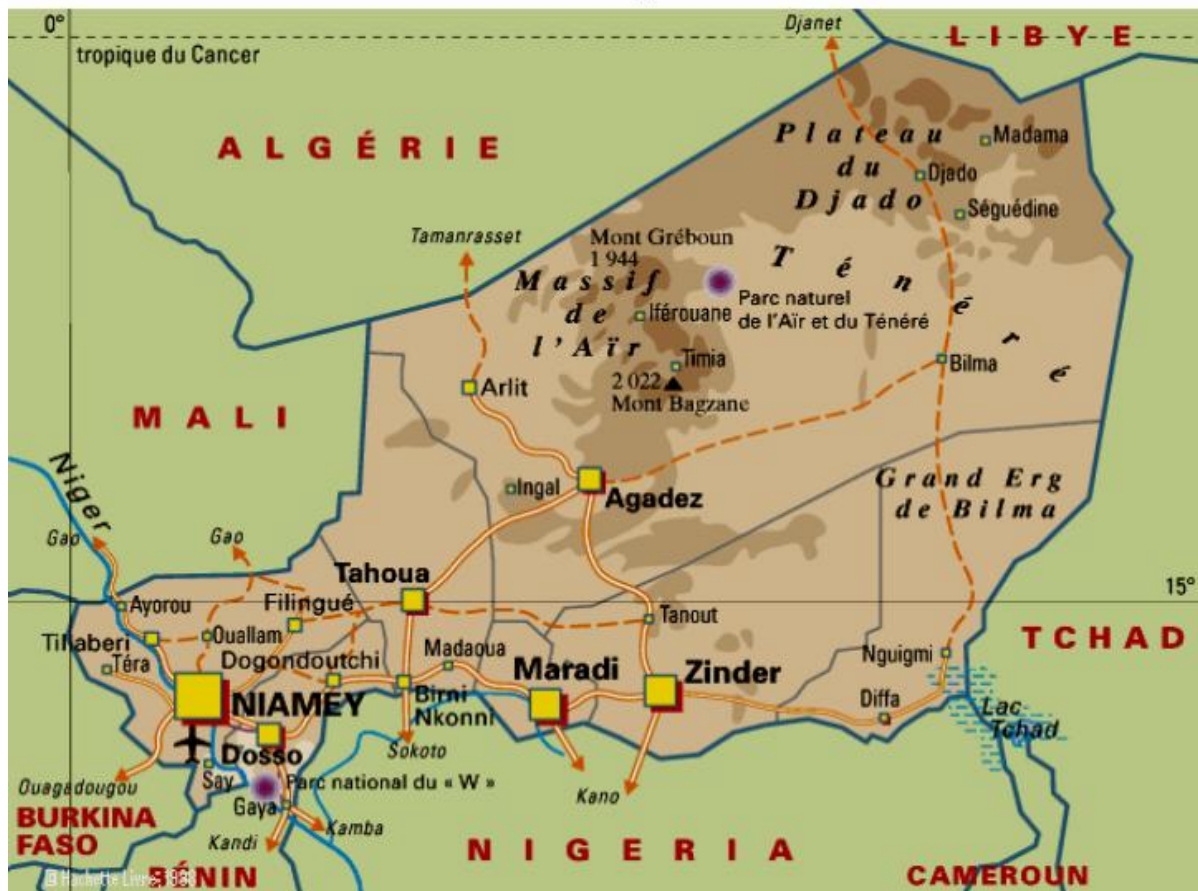 0°
Djanet
LIBYE
tropique du Cancer
ALGÉRIE
Plateau
du
Djado
Madama
Djado
Séguédine
Tamanrasset
Mont Gréboun
1 944
Massif
de
l'Aïr
Iférouane
Ténéré
Parc naturel
de l'Aïr et du Ténéré
Timia
2 022
Mont Bagzane
Bilma
Arlit
MALI
Niger
Ingal
Agadez
Grand Erg
de Bilma
Gao
Gao
Tahoua
15°
Ayorou
Filingué
Tanout
TCHAD
Tillaberi
Ouallam
Téra
Dogondoutchi
Madaoua
Maradi
Zinder
Nguigmi
NIAMEY
Birni
Nkonni
Diffa
Lac
Tchad
Dosso
Sokoto
Say
Parc national du « W »
Ouagadougou
Gaya
Kano
BURKINA
FASO
Kandi
Kamba
NIGERIA
BÉNIN
CAMEROUN
© Hachette Livre, 1998